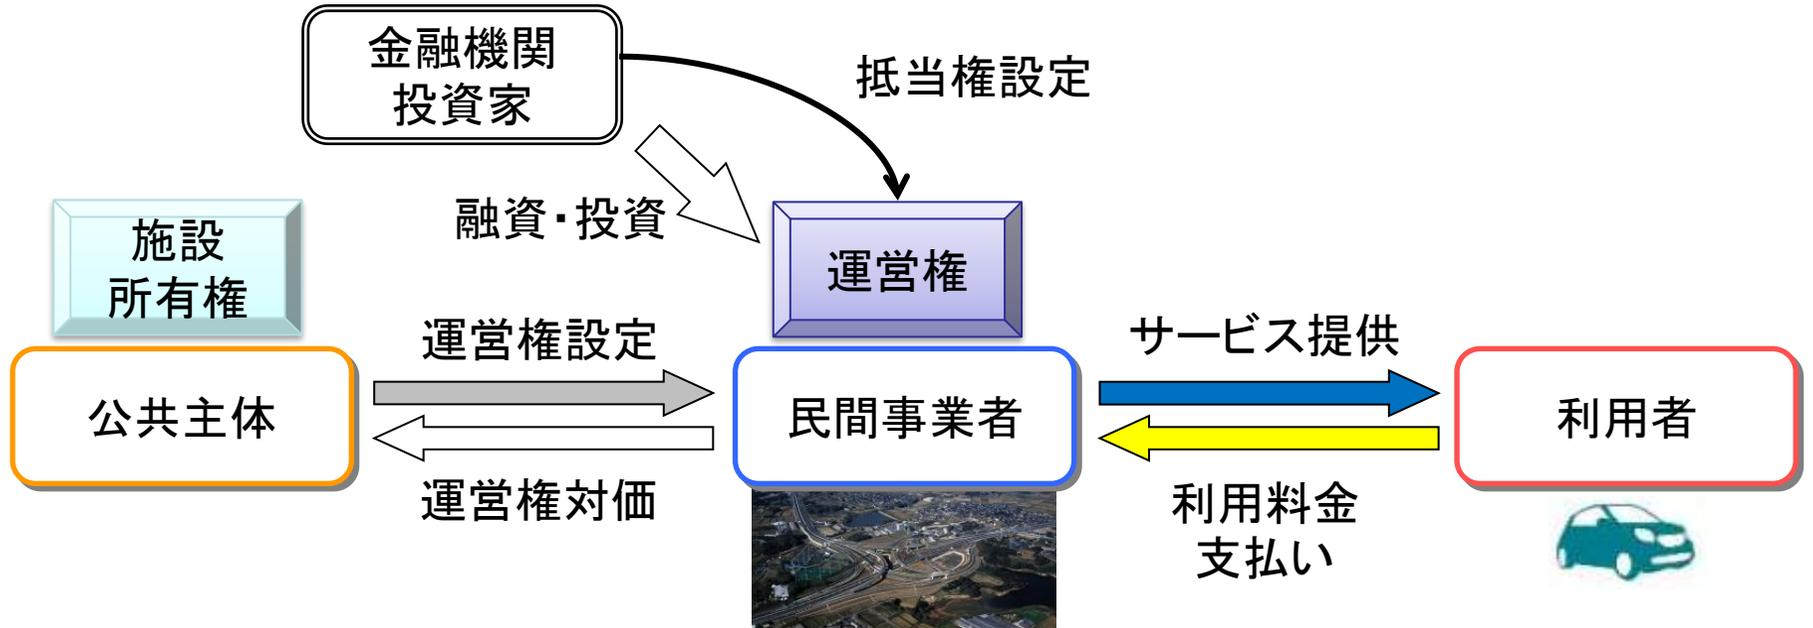 金融機関
投資家
抵当権設定
融資・投資
施設
所有権
運営権
運営権設定
サービス提供
公共主体
民間事業者
利用者
運営権対価
利用料金
支払い